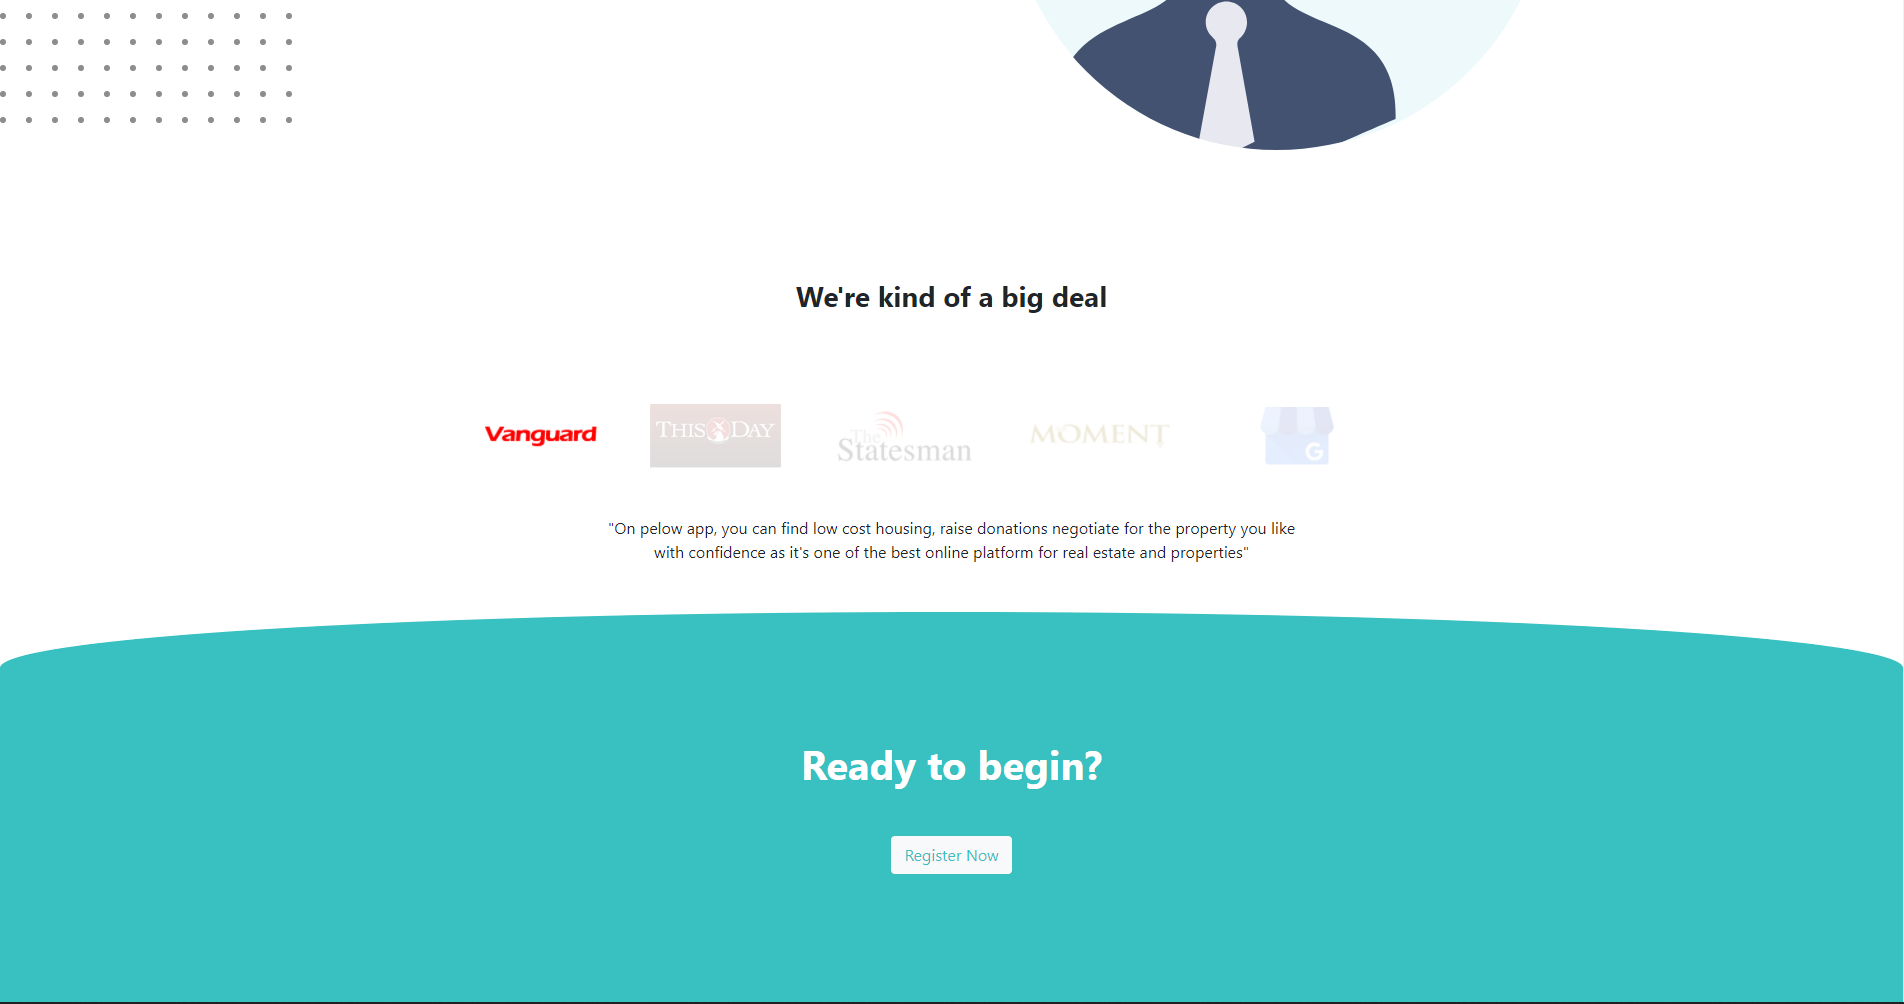 We're kind of a big deal
Vanguard
THISDAY
The
Statesman
MOMENT
G
"On pelow app, you can find low cost housing, raise donations negotiate for the property you like
with confidence as it's one of the best online platform for real estate and properties"
Ready to begin?
Register Now